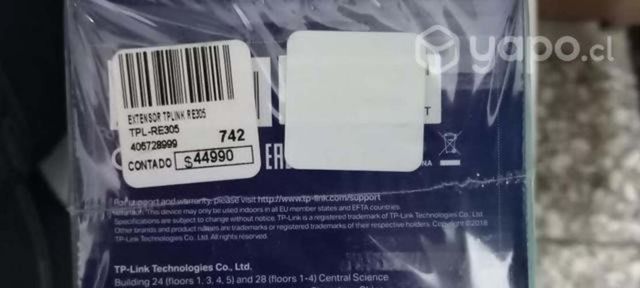 yapo.cl
EXTENSOR TPLINK RE305
TPL-RE305
405728999
742
CONTADO $44990
EA
T
NA
For support and warranty, please visit http://www.tp-link.com/support
This device may only be used indoors in all EU member states and EFTA countries.
Specifications are subject to change without notice. TP-Link is a registered trademark of TP-Link Technologies Co., Ltd.
Other brands and product names are trademarks or registered trademarks of their respective holders. Copyright ©2018
TP-Link Technologies Co., Ltd. All rights reserved.
TP-Link Technologies Co., Ltd.
Building 24 (floors 1, 3, 4, 5) and 28 (floors 1-4) Central Science